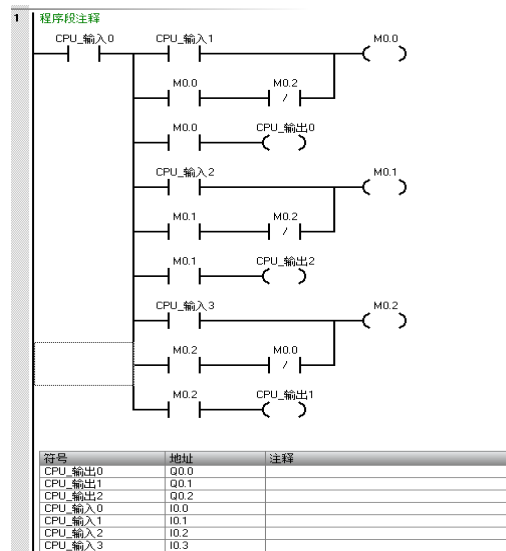 1 程序段注释
CPU_输入0 CPU_输入1 M0.0
M0.0 M0.2
M0.0 CPU_输出0
CPU_输入2 M0.1
M0.1 M0.2
M0.1 CPU_输出2
CPU_输入3 M0.2
M0.2 M0.0
M0.2 CPU_输出1
符号 地址 注释
CPU_输出0 Q0.0
CPU_输出1 Q0.1
CPU_输出2 Q0.2
CPU_输入0 I0.0
CPU_输入1 I0.1
CPU_输入2 I0.2
CPU_输入3 I0.3